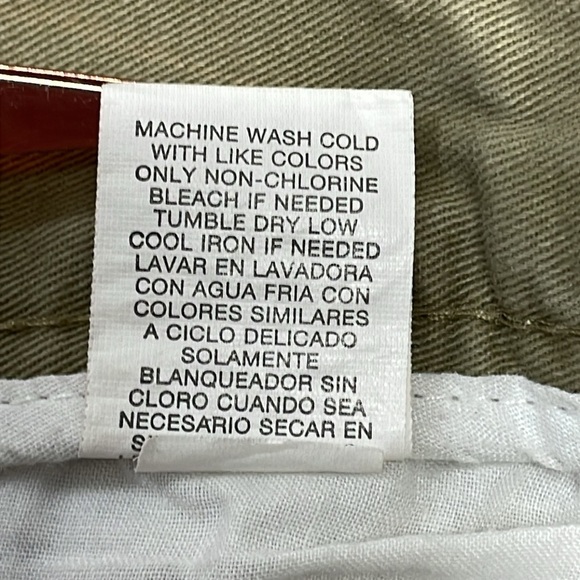 MACHINE WASH COLD
WITH LIKE COLORS
ONLY NON-CHLORINE
BLEACH IF NEEDED
TUMBLE DRY LOW
COOL IRON IF NEEDED
LAVAR EN LAVADORA
CON AGUA FRIA CON
COLORES SIMILARES
A CICLO DELICADO
SOLAMENTE
BLANQUEADOR SIN
CLORO CUANDO SEA
NECESARIO SECAR EN